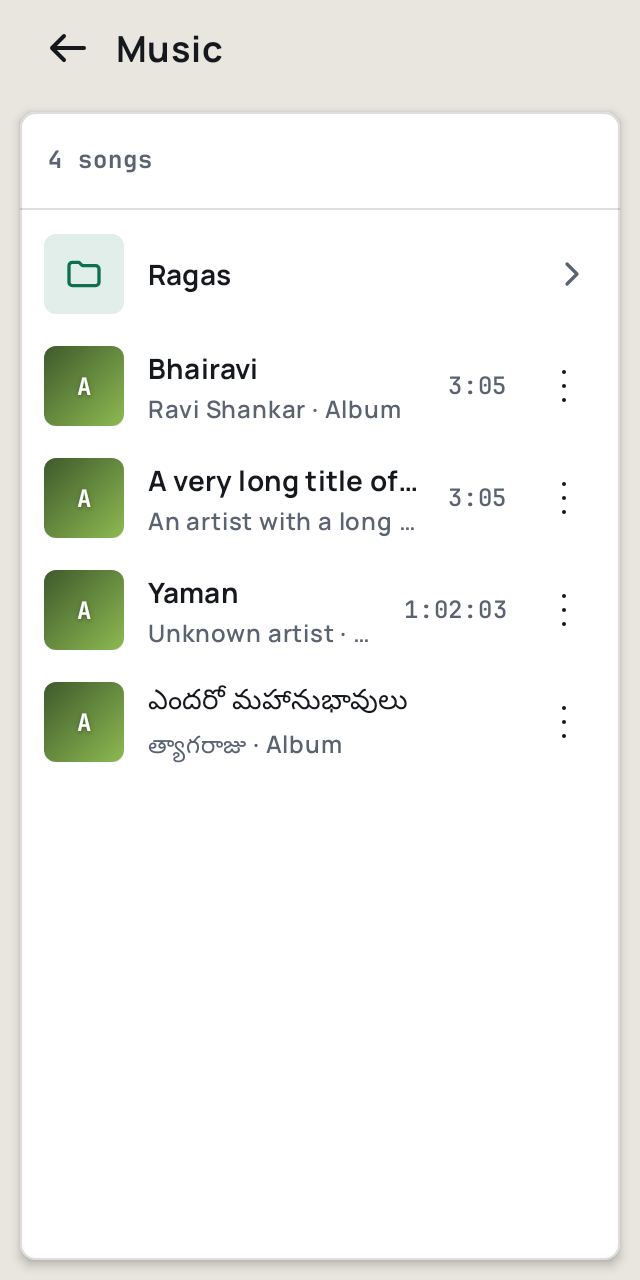 Music
4 songs
Ragas
A
Bhairavi
3:05
Ravi Shankar · Album
A
A very long title of…
3:05
An artist with a long …
A
Yaman
1:02:03
Unknown artist · …
A
ఎందరో మహానుభావులు
త్యాగరాజు · Album